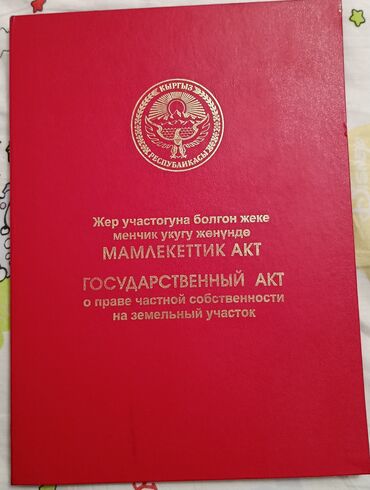 КЫРГЫЗ
РЕСПУБЛИКАСЫ
Жер участогуна болгон жеке
менчик укугу жөнүндө
МАМЛЕКЕТТИК АКТ
ГОСУДАРСТВЕННЫЙ АКТ
о праве частной собственности
на земельный участок